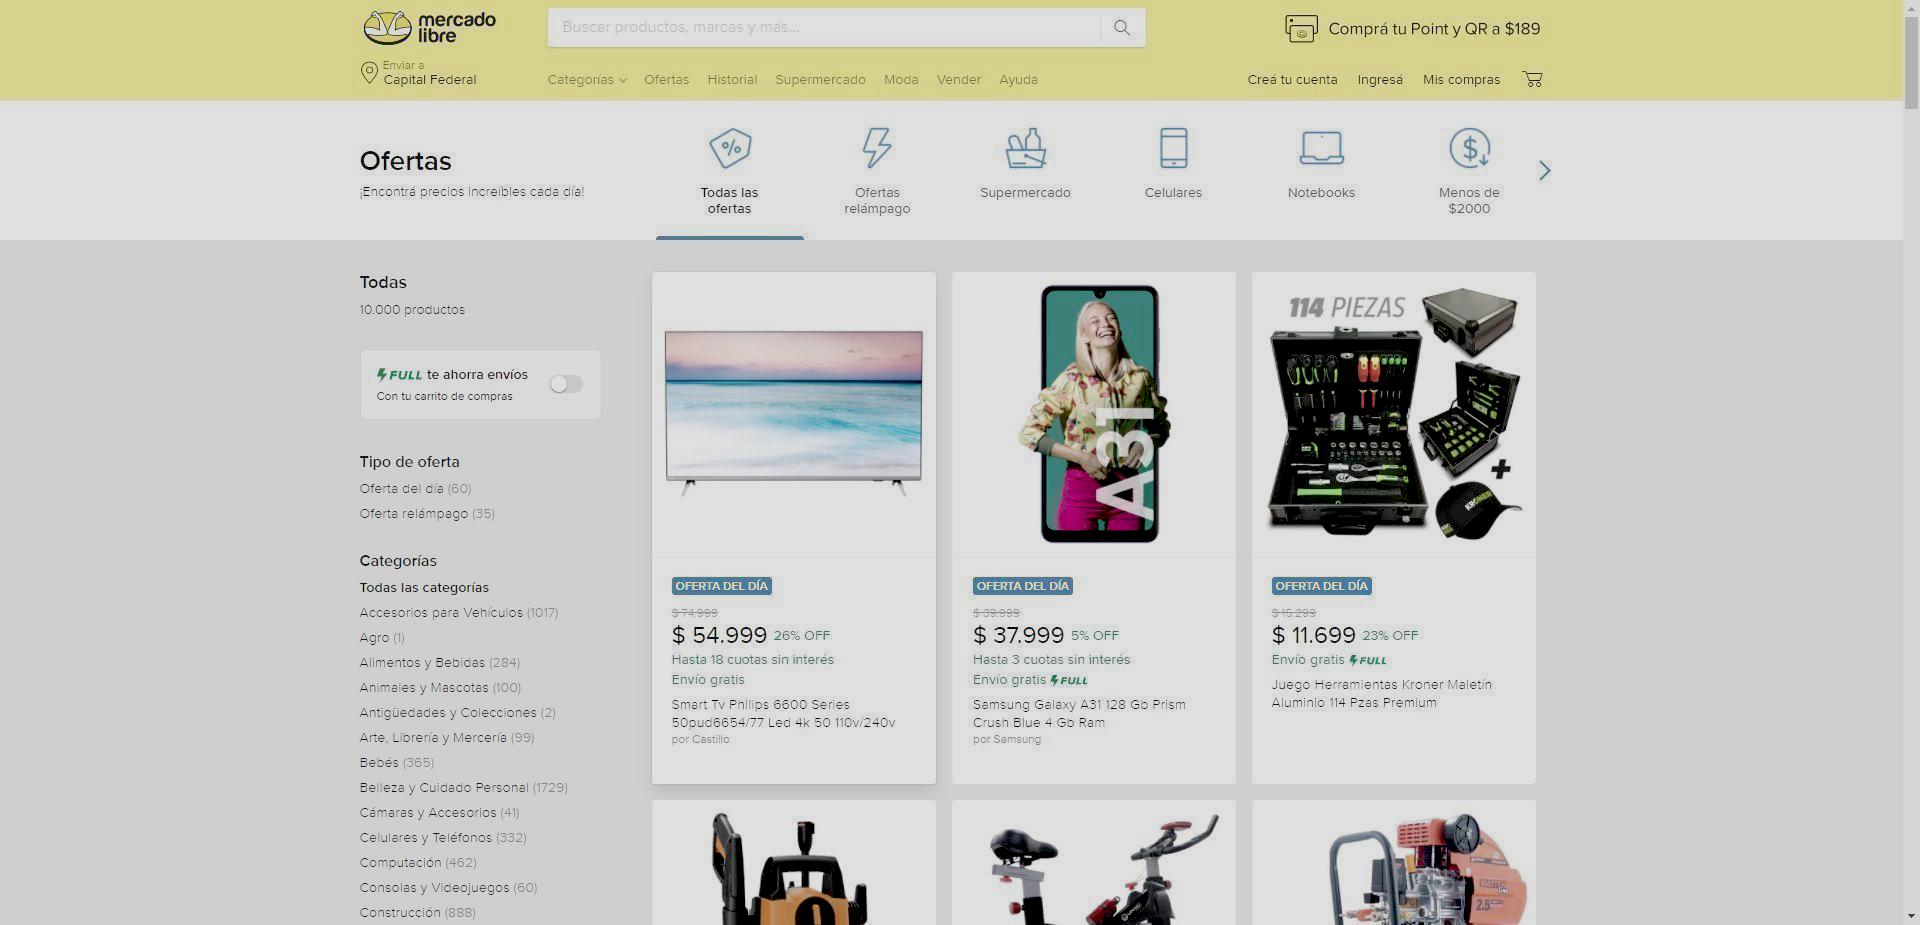 mercado
libre
Buscar productos, marcas y más...
Comprá tu Point y QR a $189
Enviar a
Capital Federal
Categorías
Ofertas
Historial
Supermercado
Moda
Vender
Ayuda
Creá tu cuenta
Ingresá
Mis compras
Ofertas
¡Encontrá precios increíbles cada día!
Todas las
ofertas
Ofertas
relámpago
Supermercado
Celulares
Notebooks
Menos de
$2000
Todas
10.000 productos
FULL te ahorra envíos
Con tu carrito de compras
Tipo de oferta
Oferta del día (60)
Oferta relámpago (35)
Categorías
Todas las categorías
Accesorios para Vehículos (1017)
Agro (1)
Alimentos y Bebidas (284)
Animales y Mascotas (100)
Antigüedades y Colecciones (2)
Arte, Librería y Mercería (99)
Bebés (365)
Belleza y Cuidado Personal (1729)
Cámaras y Accesorios (41)
Celulares y Teléfonos (332)
Computación (462)
Consolas y Videojuegos (60)
Construcción (888)
OFERTA DEL DÍA
$ 74.999
$ 54.999 26% OFF
Hasta 18 cuotas sin interés
Envío gratis
Smart Tv Philips 6600 Series
50pud6654/77 Led 4k 50 110v/240v
por Castillo
A31
OFERTA DEL DÍA
$ 39.999
$ 37.999 5% OFF
Hasta 3 cuotas sin interés
Envío gratis FULL
Samsung Galaxy A31 128 Gb Prism
Crush Blue 4 Gb Ram
por Samsung
114 PIEZAS
+
KRONER
OFERTA DEL DÍA
$ 15.299
$ 11.699 23% OFF
Envío gratis FULL
Juego Herramientas Kroner Maletín
Aluminio 114 Pzas Premium
2.5